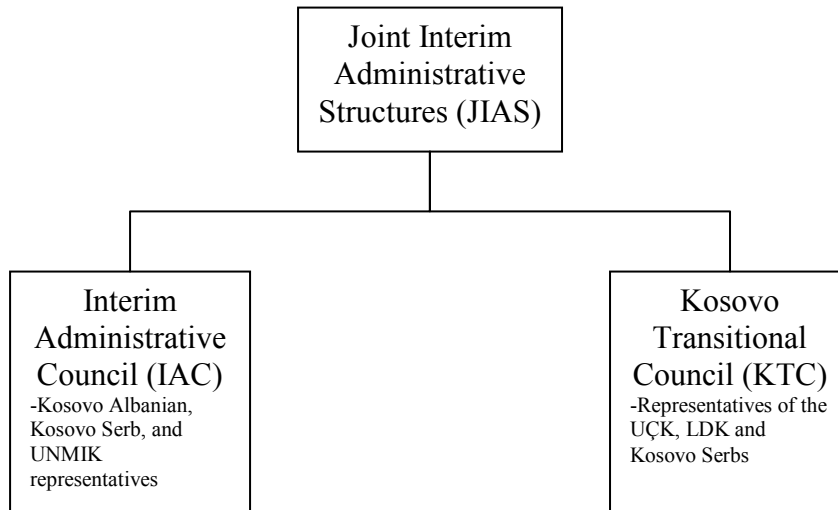 Joint Interim
Administrative
Structures (JIAS)
Interim
Administrative
Council (IAC)
-Kosovo Albanian,
Kosovo Serb, and
UNMIK
representatives
Kosovo
Transitional
Council (KTC)
-Representatives of the
UÇK, LDK and
Kosovo Serbs